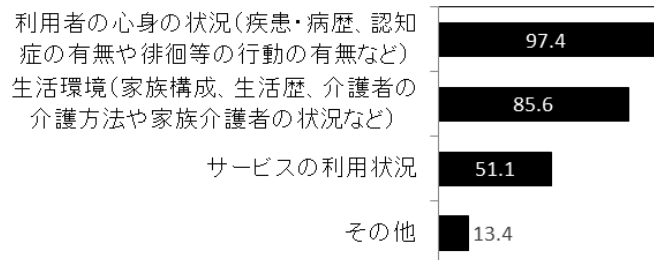 利用者の心身の状況(疾患・病歴、認知
症の有無や徘徊等の行動の有無など)
97.4
生活環境(家族構成、生活歴、介護者の
介護方法や家族介護者の状況など)
85.6
サービスの利用状況
51.1
その他
13.4